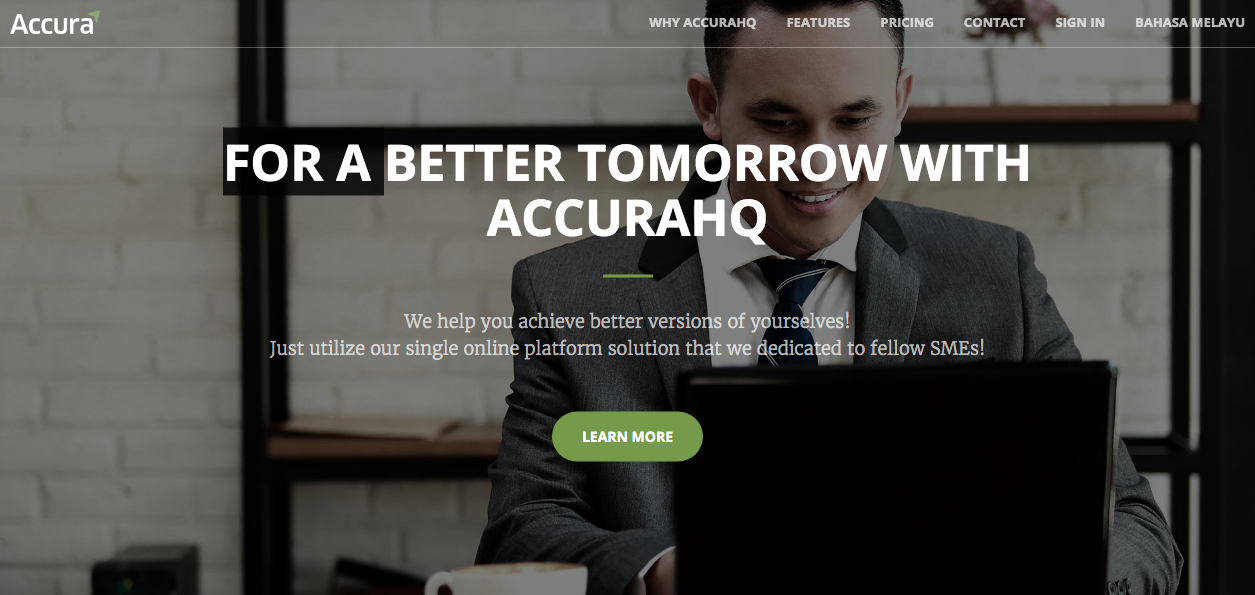 Accura
WHY ACCURAHQ FEATURES PRICING CONTACT SIGN IN BAHASA MELAYU
FOR A BETTER TOMORROW WITH
ACCURAHQ
We help you achieve better versions of yourselves!
Just utilize our single online platform solution that we dedicated to fellow SMEs!
LEARN MORE